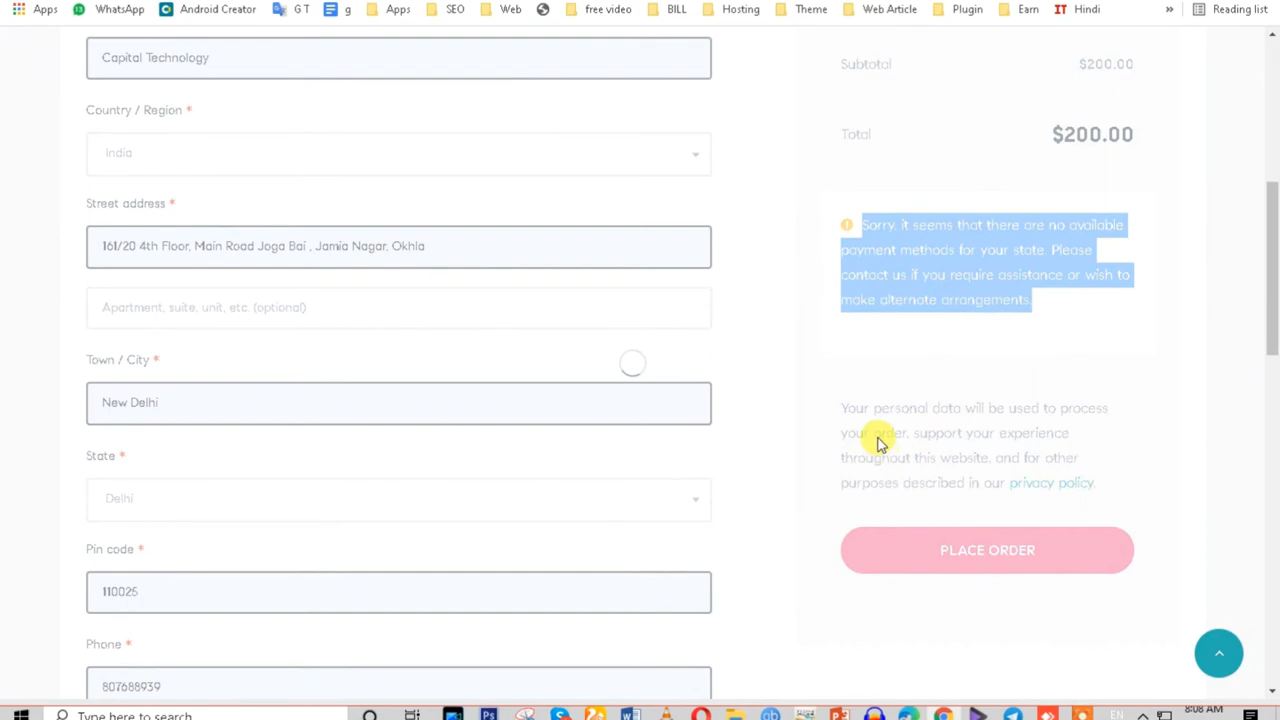 Apps WhatsApp Android Creator G T g Apps SEO Web free video BILL Hosting Theme Web Article Plugin Earn IT Hindi » Reading list
Capital Technology
Country / Region *
India
Street address *
161/20 4th Floor, Main Road Joga Bai , Jamia Nagar, Okhla
Apartment, suite, unit, etc. (optional)
Town / City *
New Delhi
State *
Delhi
Pin code *
110025
Phone *
807688939
Subtotal $200.00
Total $200.00
Sorry, it seems that there are no available
payment methods for your state. Please
contact us if you require assistance or wish to
make alternate arrangements.
Your personal data will be used to process
your order, support your experience
throughout this website, and for other
purposes described in our privacy policy.
PLACE ORDER
Type here to search EN 8:08 AM